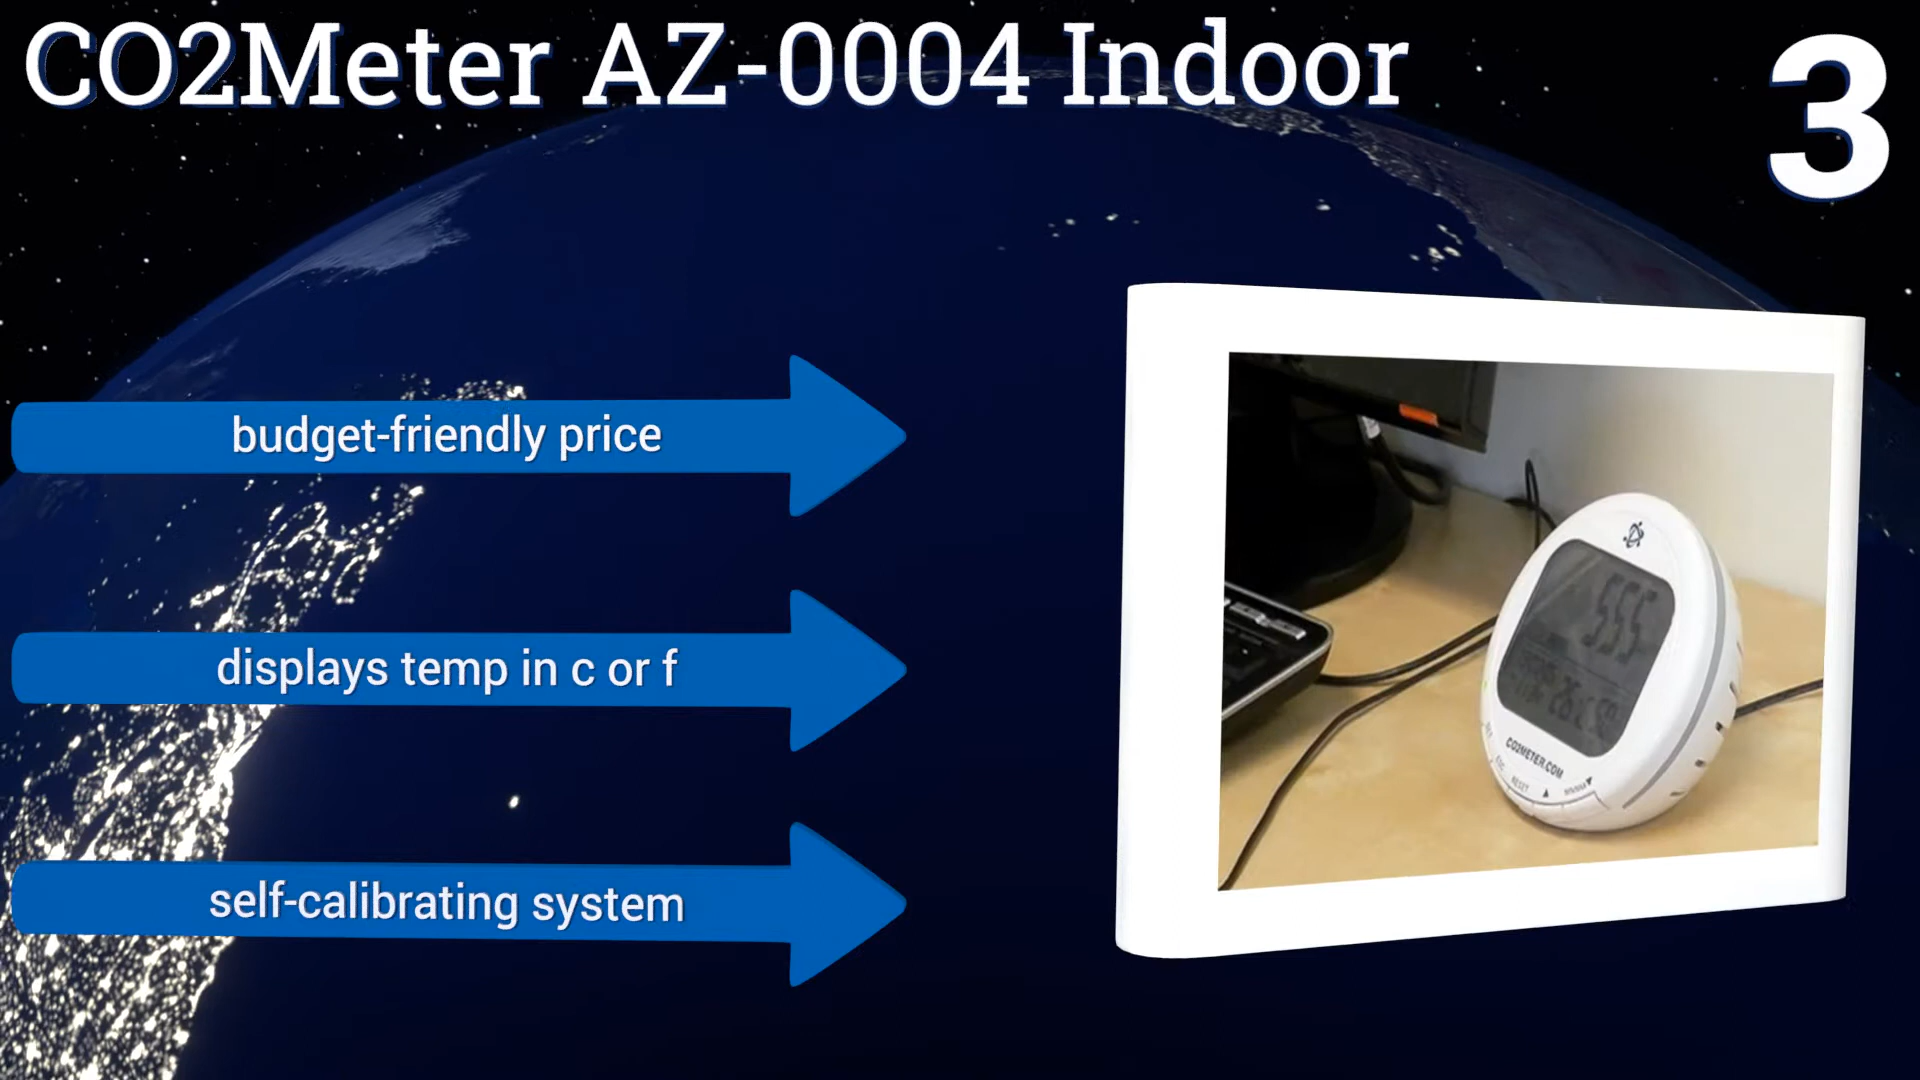 CO2Meter AZ-0004 Indoor
3
budget-friendly price
displays temp in c or f
self-calibrating system
555
CO2METER.COM
RESET